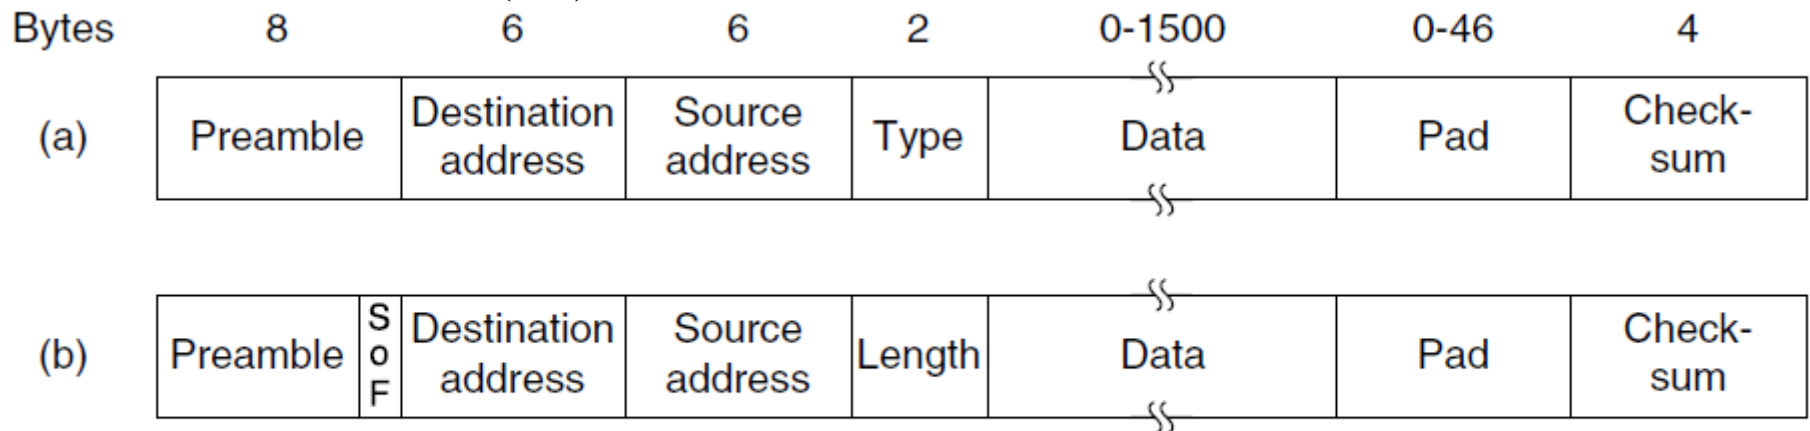 Bytes 8 6 6 2 0-1500 0-46 4
(a) Preamble Destination address Source address Type Data Pad Check-sum
(b) Preamble SoF Destination address Source address Length Data Pad Check-sum